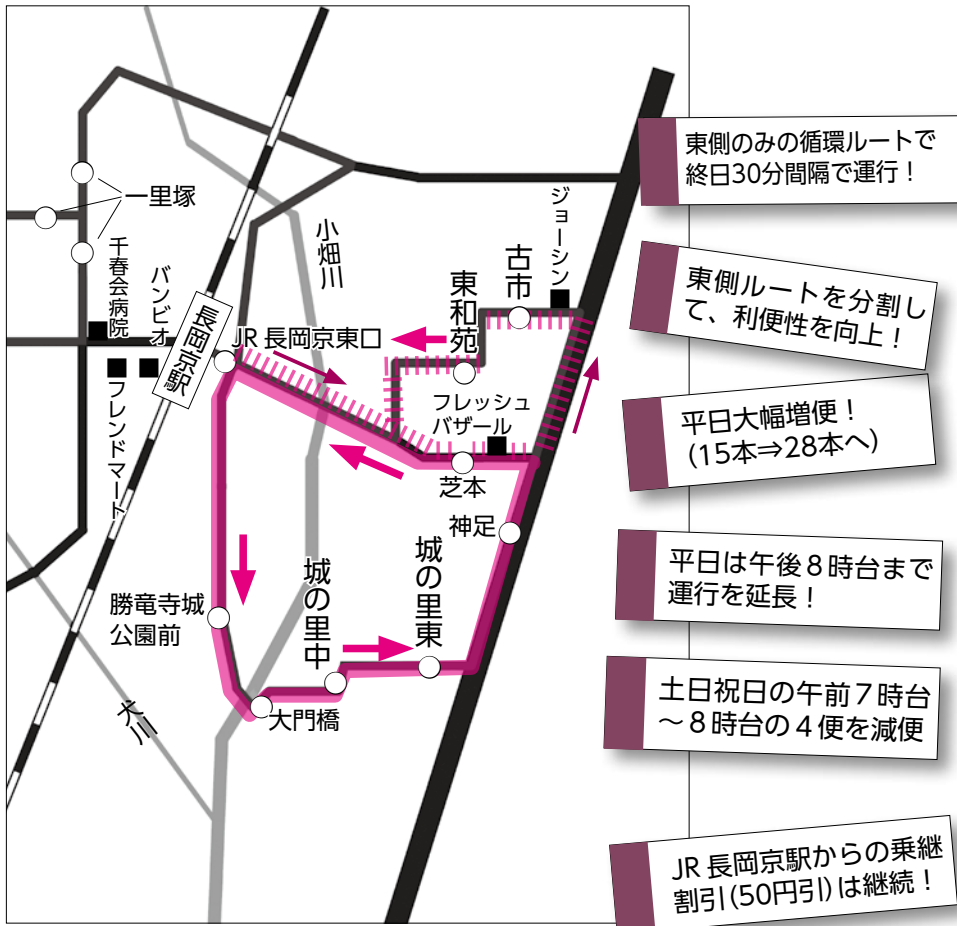 一里塚
千春会病院
バンビオ
フレンドマート
長岡京駅
小畑川
JR長岡京東口
東和苑
古市
ジョーシン
フレッシュ
バザール
芝本
神足
城の里東
城の里中
大門橋
勝竜寺城
公園前
犬川
東側のみの循環ルートで
終日30分間隔で運行！
東側ルートを分割し
て、利便性を向上！
平日大幅増便！
(15本⇒28本へ)
平日は午後８時台まで
運行を延長！
土日祝日の午前７時台
～８時台の４便を減便
JR長岡京駅からの乗継
割引(50円引)は継続！